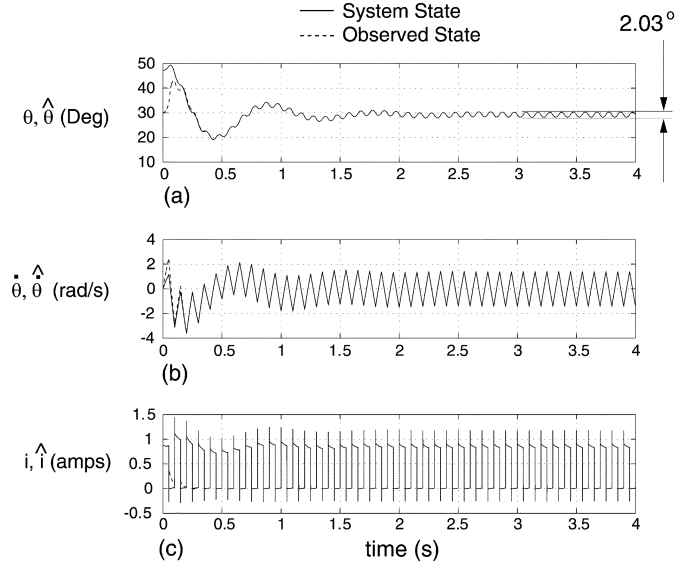 System State
Observed State
2.03°
θ, θ̂ (Deg)
50
40
30
20
10
0 0.5 1 1.5 2 2.5 3 3.5 4
(a)
θ̇, θ̇̂ (rad/s)
4
2
0
-2
-4
0 0.5 1 1.5 2 2.5 3 3.5 4
(b)
i, î (amps)
1.5
1
0.5
0
-0.5
0 0.5 1 1.5 2 2.5 3 3.5 4
(c) time (s)